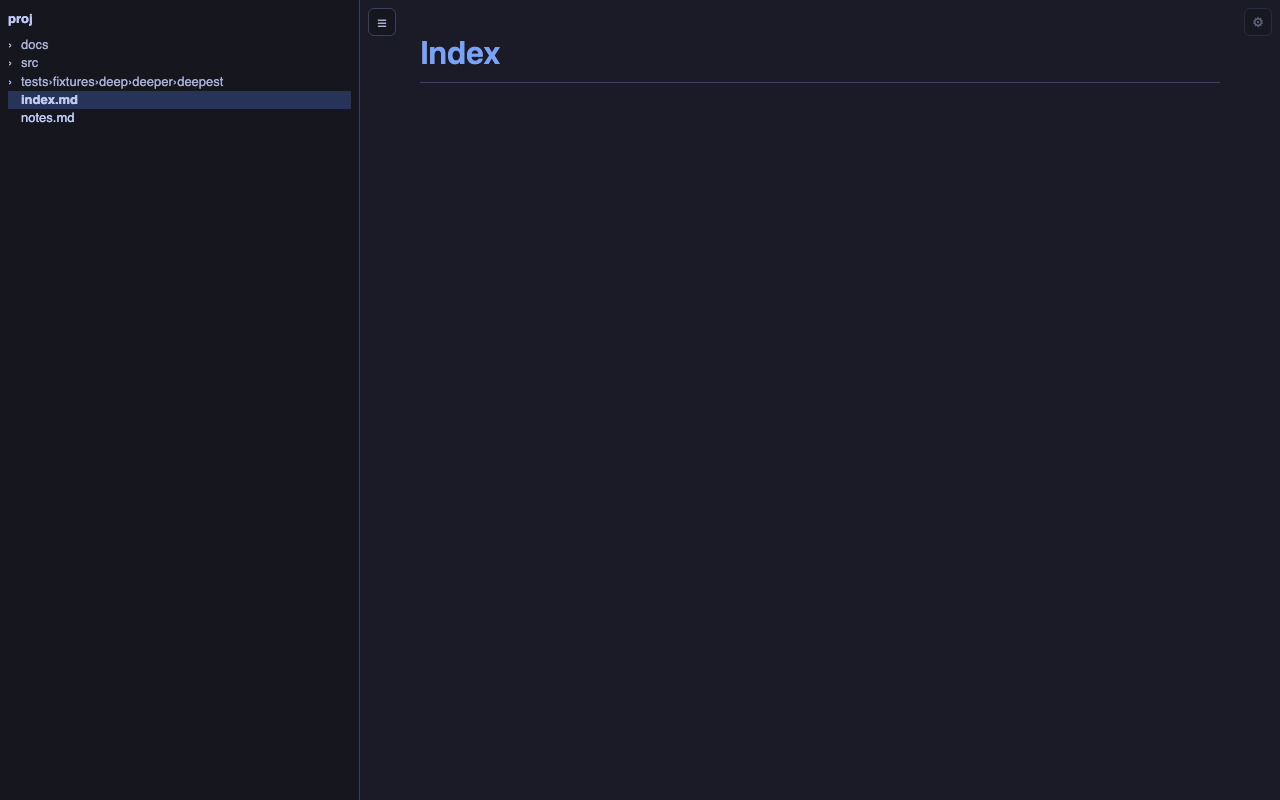 proj
› docs
› src
› tests›fixtures›deep›deeper›deepest
index.md
notes.md
≡
⚙
Index